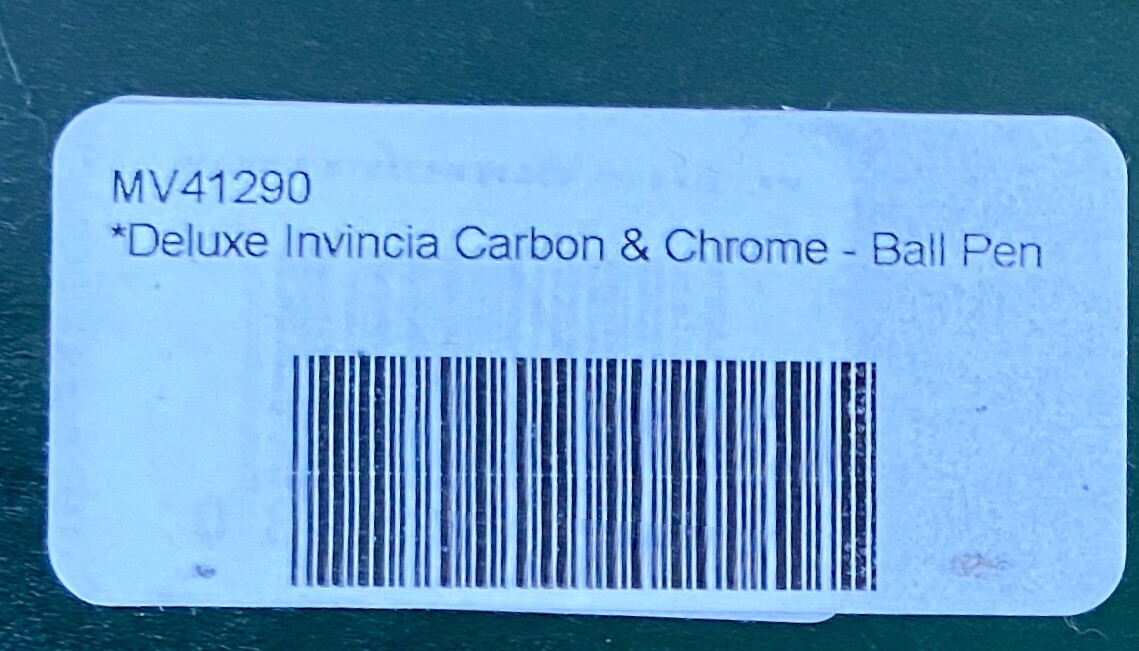 MV41290
*Deluxe Invincia Carbon & Chrome - Ball Pen